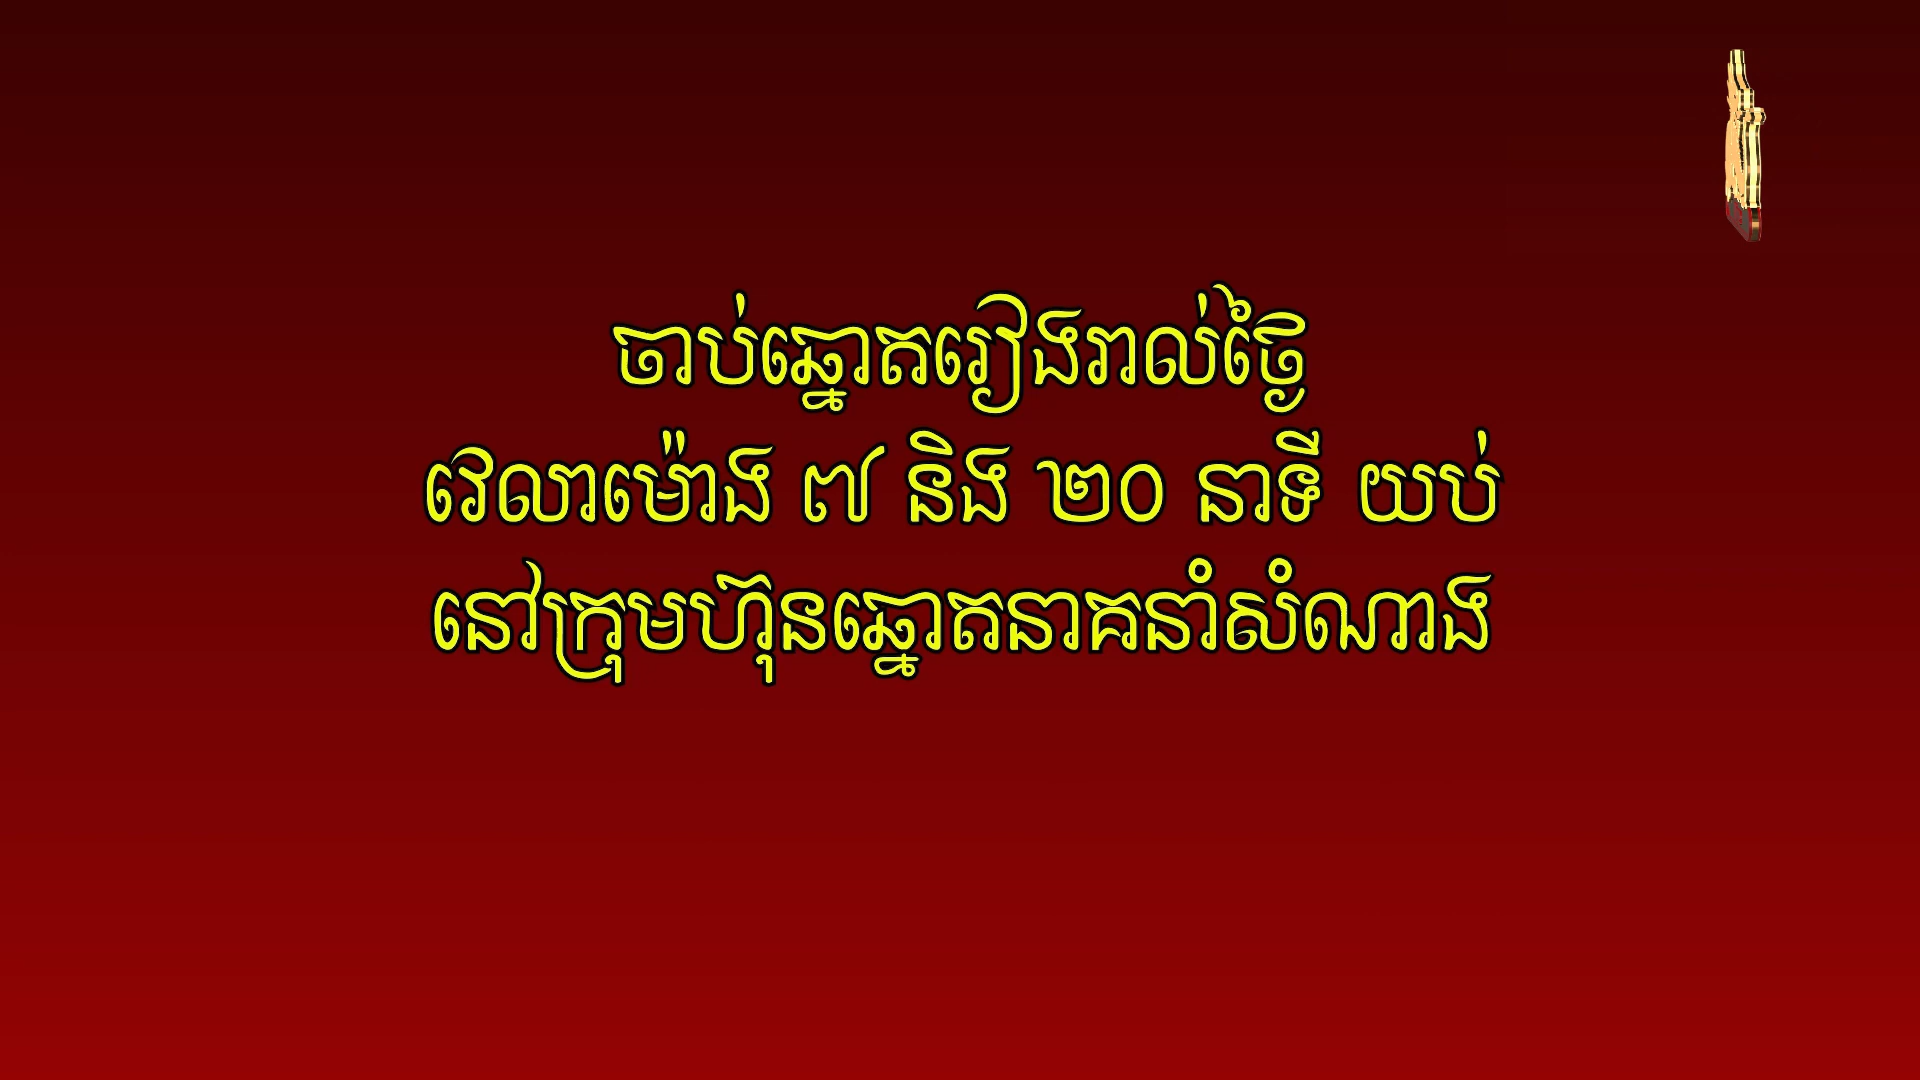 ចាប់ឆ្នោតរៀងរាល់ថ្ងៃ
វេលាម៉ោង ៧ និង ២០ នាទី យប់
នៅក្រុមហ៊ុនឆ្នោតនាគនាំសំណាង